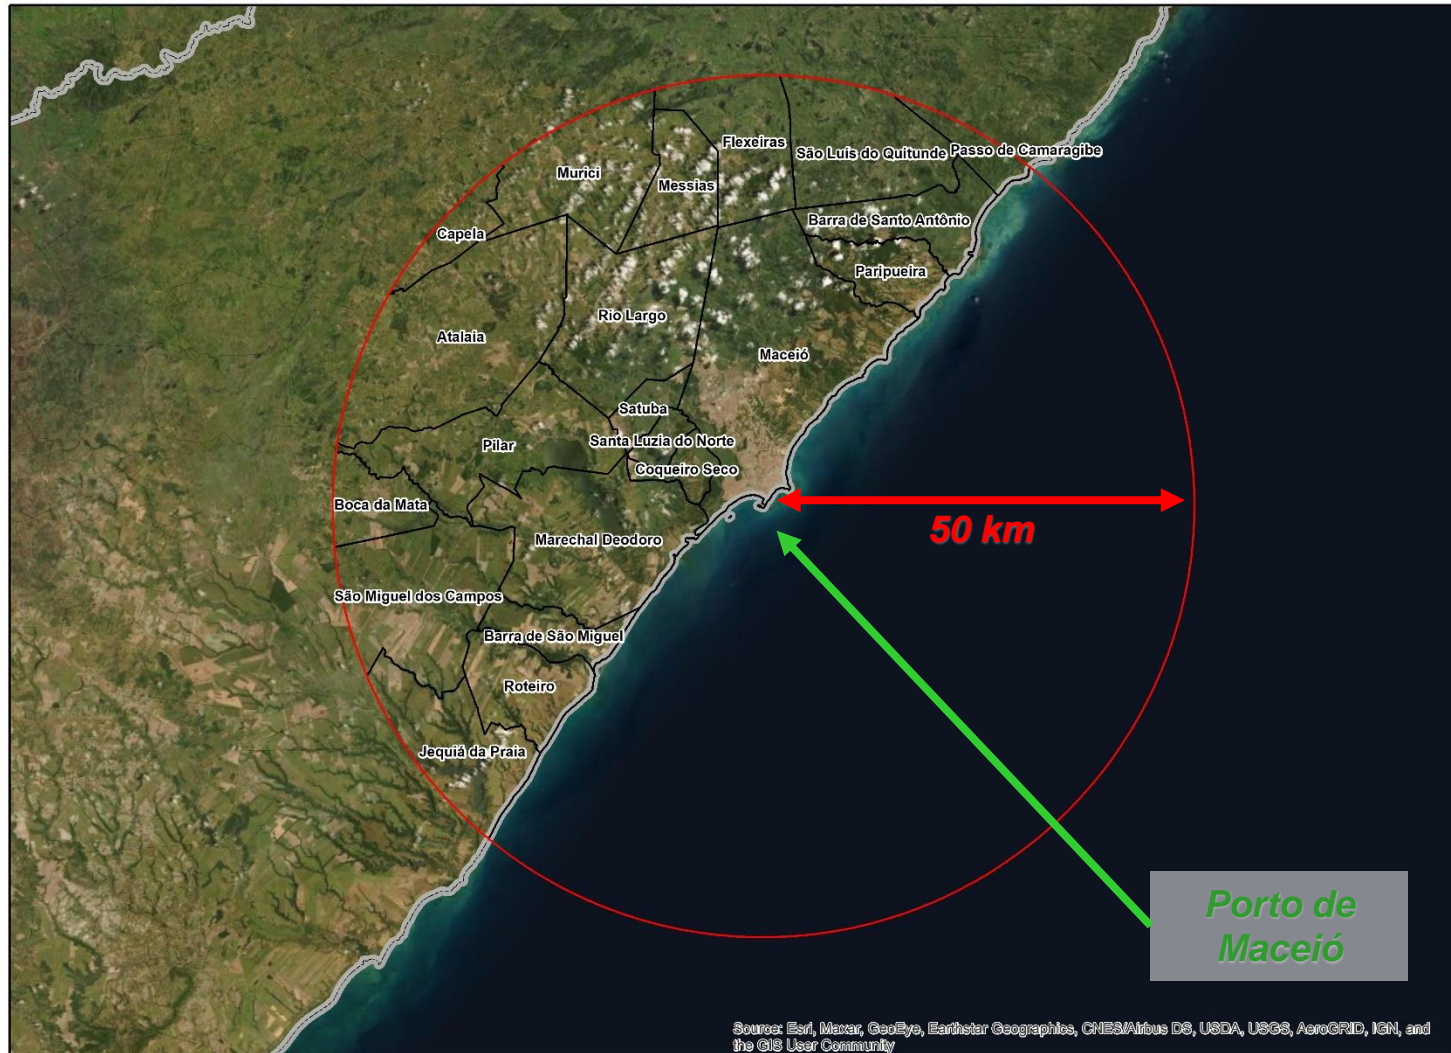 Flexeiras
São Luís do Quitunde
Passo de Camaragibe
Murici
Messias
Barra de Santo Antônio
Capela
Paripueira
Rio Largo
Atalaia
Maceió
Satuba
Pilar
Santa Luzia do Norte
Coqueiro Seco
Boca da Mata
50 km
Marechal Deodoro
São Miguel dos Campos
Barra de São Miguel
Roteiro
Jequiá da Praia
Porto de
Maceió
Source: Esri, Maxar, GeoEye, Earthstar Geographics, CNES/Airbus DS, USDA, USGS, AeroGRID, IGN, and
the GIS User Community